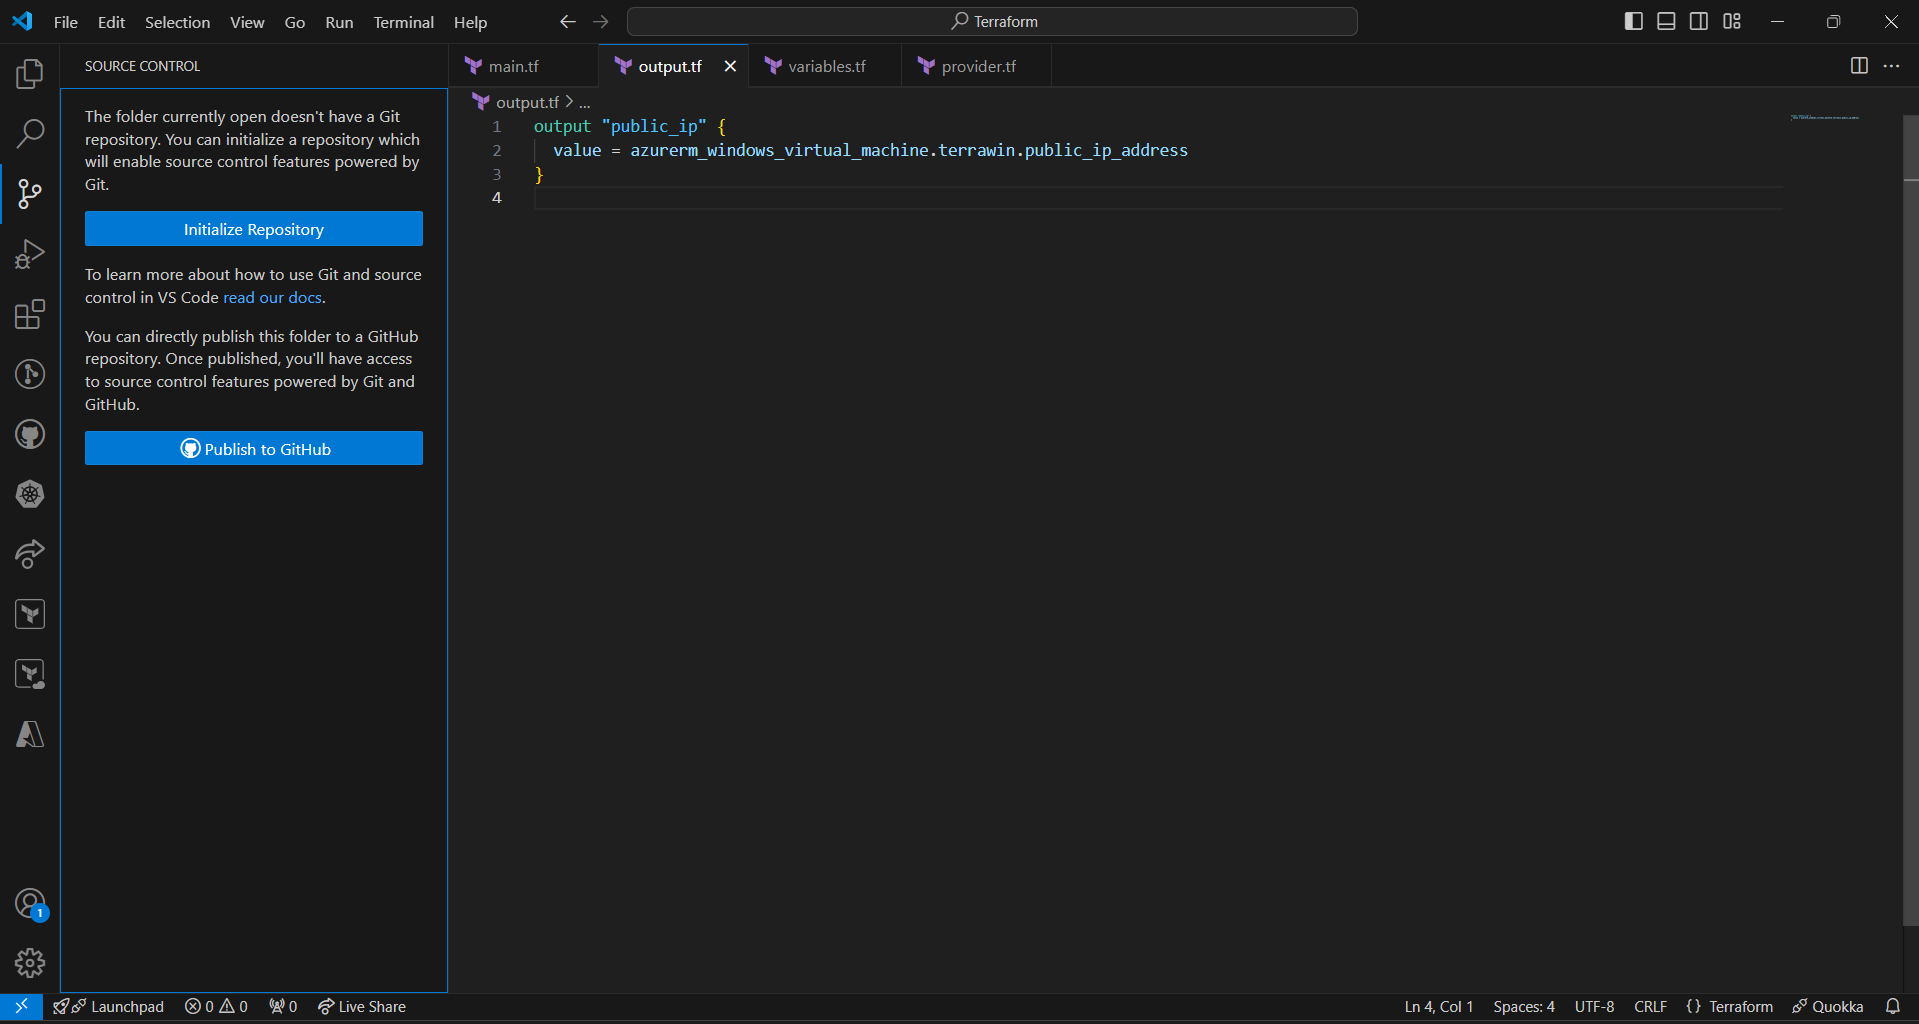 File Edit Selection View Go Run Terminal Help
Terraform
SOURCE CONTROL
The folder currently open doesn't have a Git
repository. You can initialize a repository which
will enable source control features powered by
Git.
Initialize Repository
To learn more about how to use Git and source
control in VS Code read our docs.
You can directly publish this folder to a GitHub
repository. Once published, you'll have access
to source control features powered by Git and
GitHub.
Publish to GitHub
1
main.tf output.tf variables.tf provider.tf
output.tf > ...
1 output "public_ip" {
2 value = azurerm_windows_virtual_machine.terrawin.public_ip_address
3 }
4
Launchpad 0 0 0 Live Share
Ln 4, Col 1 Spaces: 4 UTF-8 CRLF {} Terraform Quokka